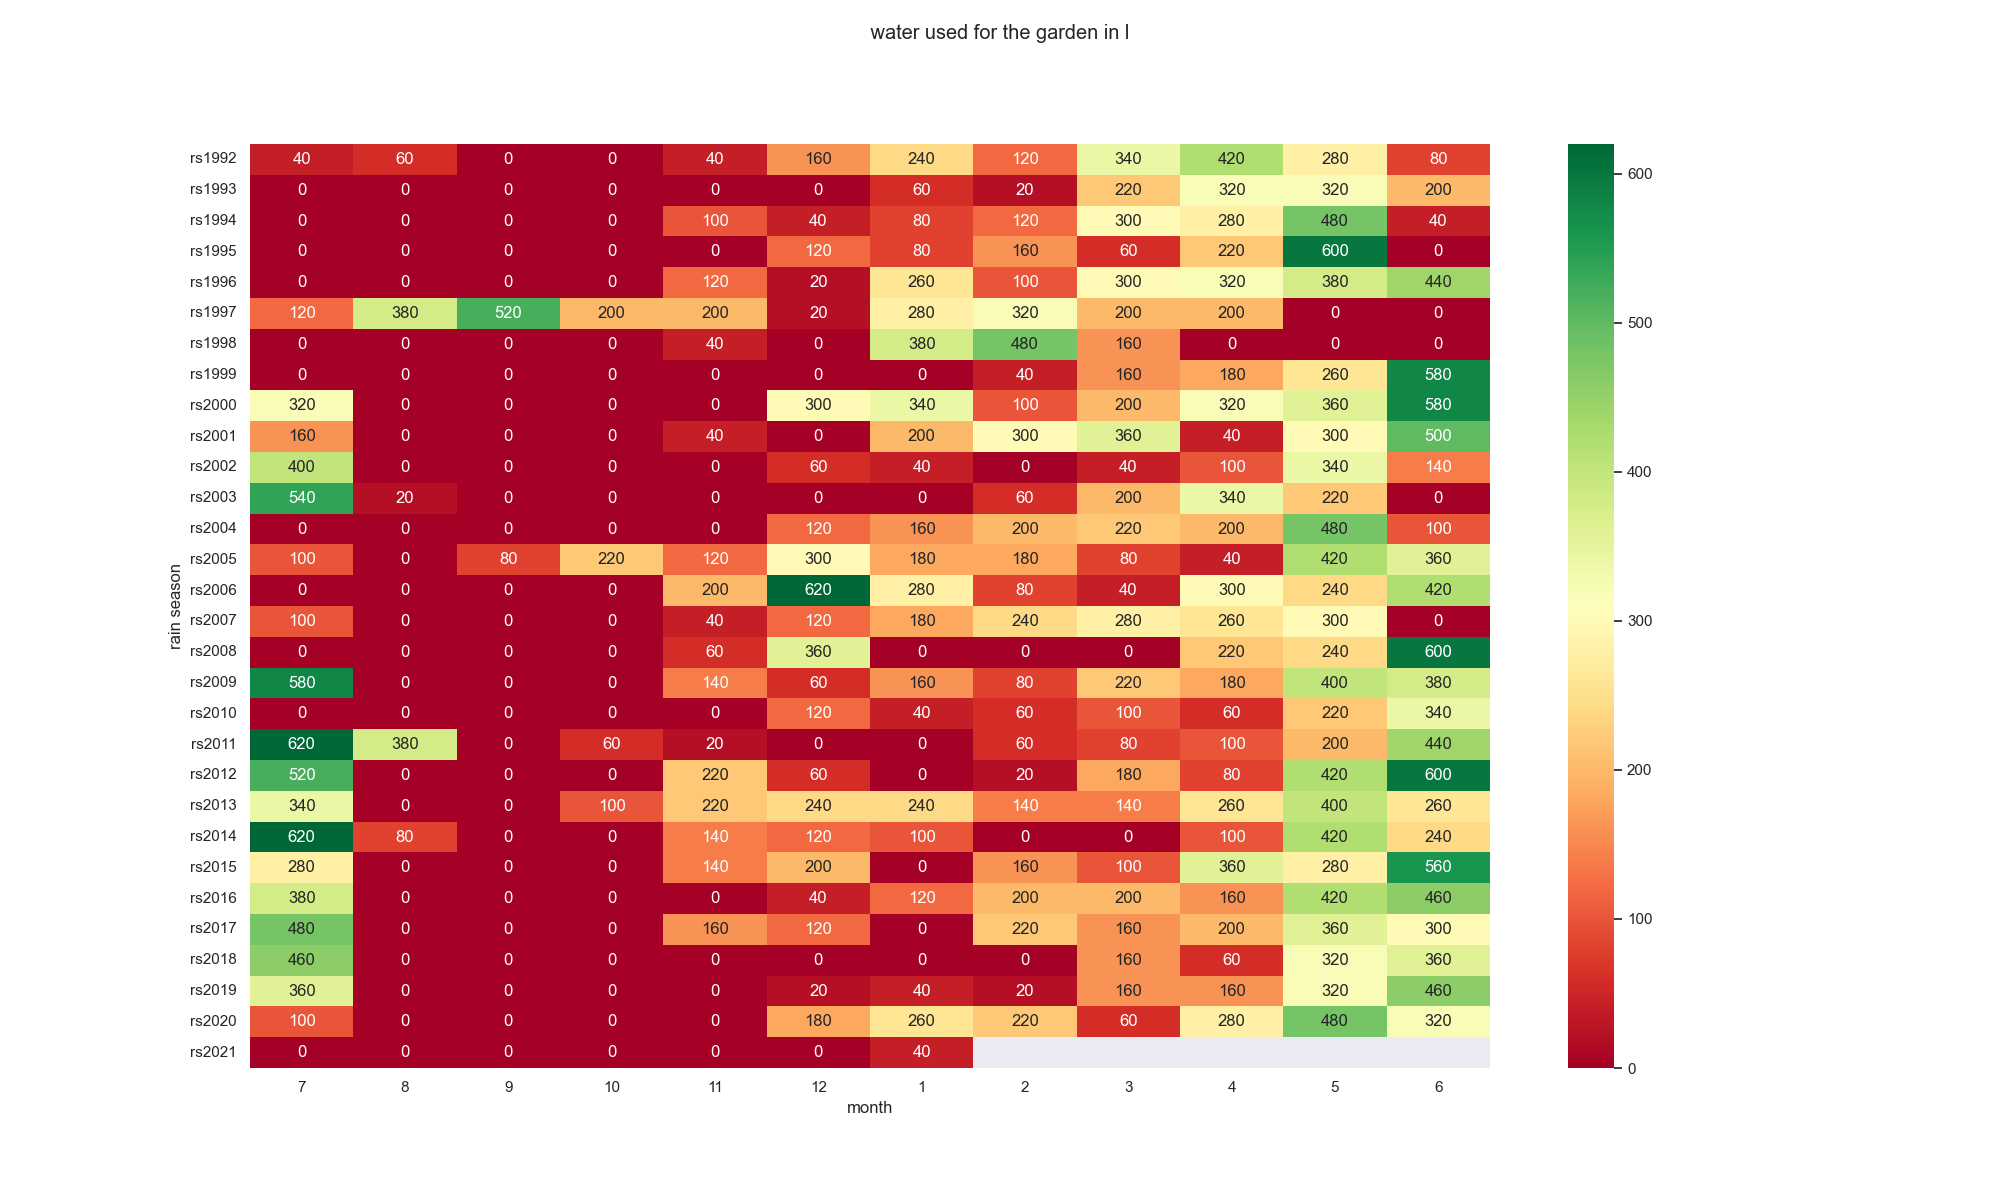 water used for the garden in l
rs1992 40 60 0 0 40 160 240 120 340 420 280 80
rs1993 0 0 0 0 0 0 60 20 220 320 320 200
rs1994 0 0 0 0 100 40 80 120 300 280 480 40
rs1995 0 0 0 0 0 120 80 160 60 220 600 0
rs1996 0 0 0 0 120 20 260 100 300 320 380 440
rs1997 120 380 520 200 200 20 280 320 200 200 0 0
rs1998 0 0 0 0 40 0 380 480 160 0 0 0
rs1999 0 0 0 0 0 0 0 40 160 180 260 580
rs2000 320 0 0 0 0 300 340 100 200 320 360 580
rs2001 160 0 0 0 40 0 200 300 360 40 300 500
rs2002 400 0 0 0 0 60 40 0 40 100 340 140
rs2003 540 20 0 0 0 0 0 60 200 340 220 0
rs2004 0 0 0 0 0 120 160 200 220 200 480 100
rs2005 100 0 80 220 120 300 180 180 80 40 420 360
rs2006 0 0 0 0 200 620 280 80 40 300 240 420
rs2007 100 0 0 0 40 120 180 240 280 260 300 0
rs2008 0 0 0 0 60 360 0 0 0 220 240 600
rs2009 580 0 0 0 140 60 160 80 220 180 400 380
rs2010 0 0 0 0 0 120 40 60 100 60 220 340
rs2011 620 380 0 60 20 0 0 60 80 100 200 440
rs2012 520 0 0 0 220 60 0 20 180 80 420 600
rs2013 340 0 0 100 220 240 240 140 140 260 400 260
rs2014 620 80 0 0 140 120 100 0 0 100 420 240
rs2015 280 0 0 0 140 200 0 160 100 360 280 560
rs2016 380 0 0 0 0 40 120 200 200 160 420 460
rs2017 480 0 0 0 160 120 0 220 160 200 360 300
rs2018 460 0 0 0 0 0 0 0 160 60 320 360
rs2019 360 0 0 0 0 20 40 20 160 160 320 460
rs2020 100 0 0 0 0 180 260 220 60 280 480 320
rs2021 0 0 0 0 0 0 40
7 8 9 10 11 12 1 2 3 4 5 6
month
rain season
600
500
400
300
200
100
0